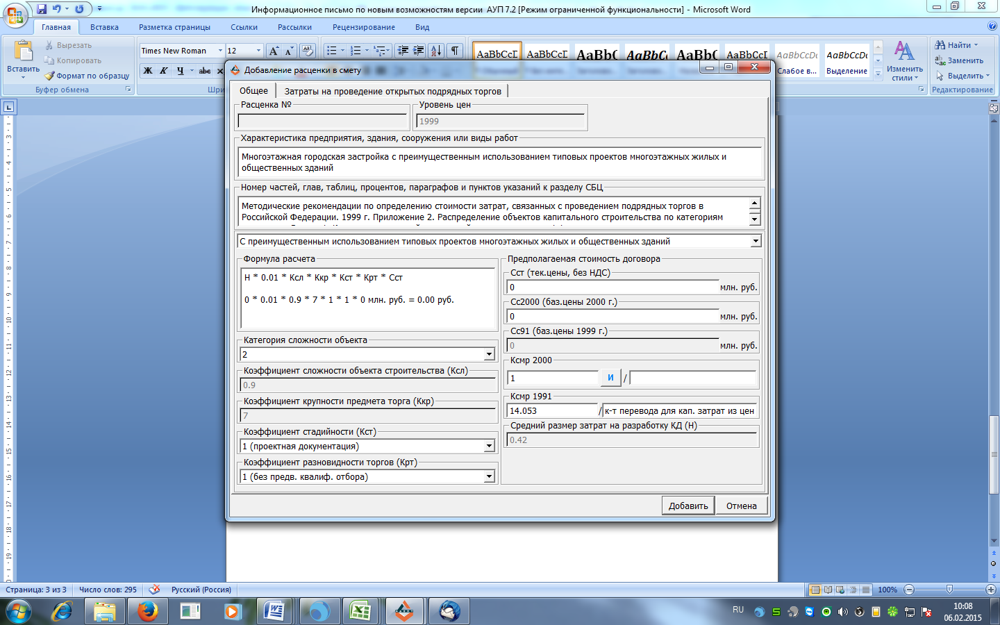 Информационное письмо по новым возможностям версии АУП 7.2 [Режим ограниченной функциональности] - Microsoft Word
Главная Вставка Разметка страницы Ссылки Рассылки Рецензирование Вид
Вставить
Вырезать
Копировать
Формат по образцу
Буфер обмена
Times New Roman 12
Ж К Ч abc
Шри
AaBbCcD AaBbCcD AaBbC AaBbCc AaBbC AaBbCc AaBbCcDc AaBbCcDc
Слабое в... Выделение
Изменить стили
Найти
Заменить
Выделить
Редактирование
Добавление расценки в смету
Общее Затраты на проведение открытых подрядных торгов
Расценка №
Уровень цен
1999
Характеристика предприятия, здания, сооружения или виды работ
Многоэтажная городская застройка с преимущественным использованием типовых проектов многоэтажных жилых и
общественных зданий
Номер частей, глав, таблиц, процентов, параграфов и пунктов указаний к разделу СБЦ
Методические рекомендации по определению стоимости затрат, связанных с проведением подрядных торгов в
Российской Федерации. 1999 г. Приложение 2. Распределение объектов капитального строительства по категориям
С преимущественным использованием типовых проектов многоэтажных жилых и общественных зданий
Формула расчета
H * 0.01 * Ксл * Ккр * Кст * Крт * Сст
0 * 0.01 * 0.9 * 7 * 1 * 1 * 0 млн. руб. = 0.00 руб.
Категория сложности объекта
2
Коэффициент сложности объекта строительства (Ксл)
0.9
Коэффициент крупности предмета торга (Ккр)
7
Коэффициент стадийности (Кст)
1 (проектная документация)
Коэффициент разновидности торгов (Крт)
1 (без предв. квалиф. отбора)
Предполагаемая стоимость договора
Сст (тек.цены, без НДС)
0 млн. руб.
Сс2000 (баз.цены 2000 г.)
0 млн. руб.
Сс91 (баз.цены 1999 г.)
0 млн. руб.
Ксмр 2000
1 И /
Ксмр 1991
14.053 / к-т перевода для кап. затрат из цен
Средний размер затрат на разработку КД (Н)
0.42
Добавить Отмена
Страница: 3 из 3 Число слов: 295 Русский (Россия) 100%
RU
10:08
06.02.2015